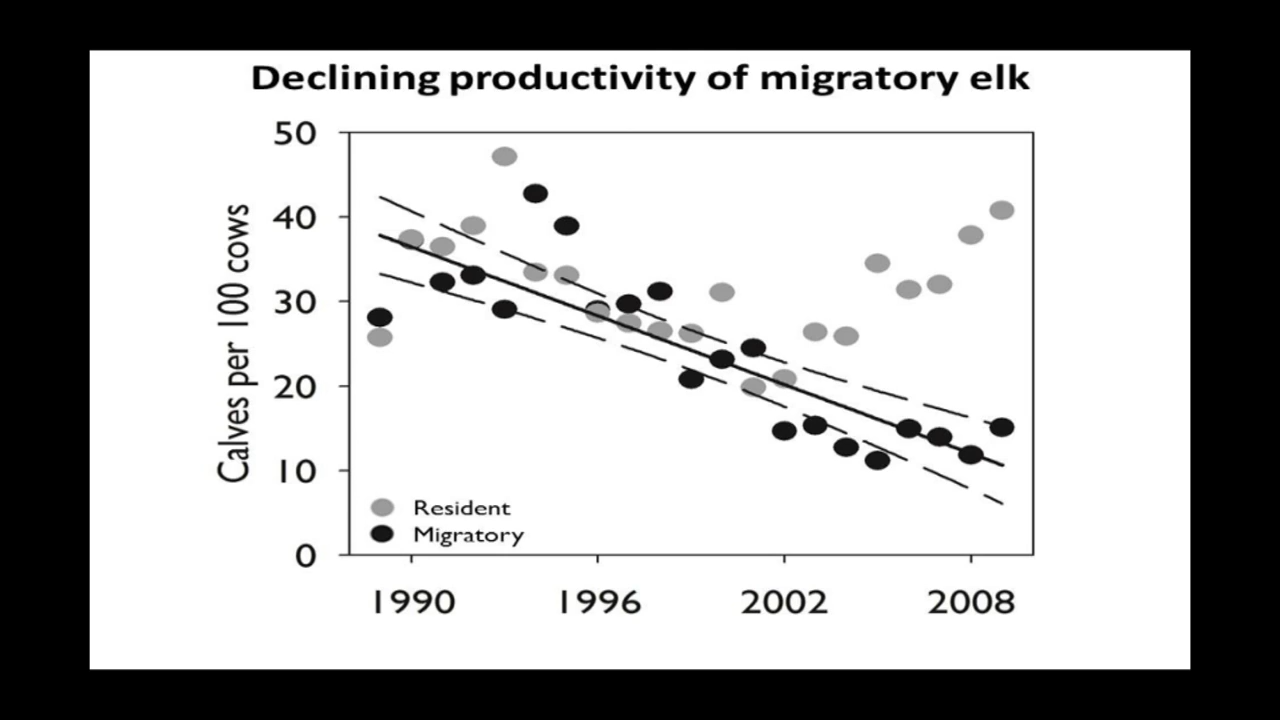 Declining productivity of migratory elk
50
40
30
20
10
0
Calves per 100 cows
Resident
Migratory
1990 1996 2002 2008